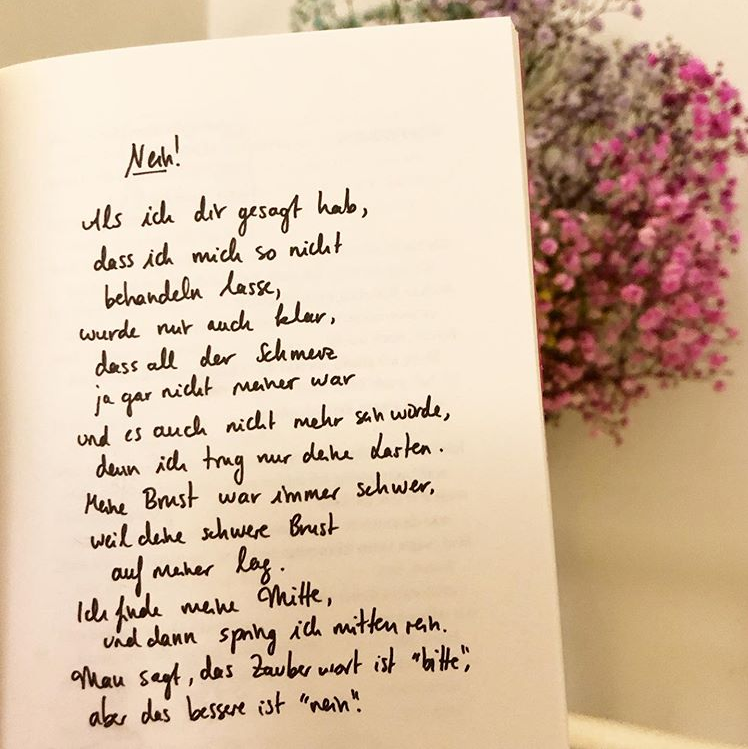 Nein!
Als ich dir gesagt hab,
dass ich mich so nicht
behandeln lasse,
wurde mir auch klar,
dass all der Schmerz
ja gar nicht meiner war
und es auch nicht mehr sein würde,
denn ich trug nur deine Lasten.
Meine Brust war immer schwer,
weil deine schwere Brust
auf meiner lag.
Ich finde meine Mitte,
und dann spring ich mitten rein.
Man sagt, das Zauberwort ist "bitte",
aber das bessere ist "nein".